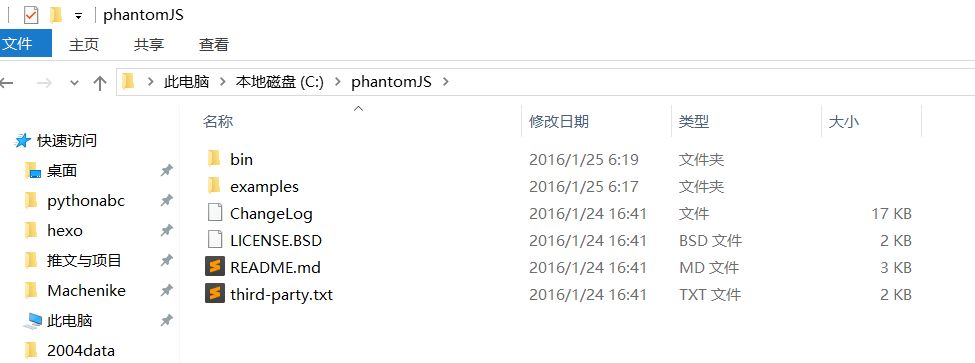 phantomJS
文件 主页 共享 查看
此电脑 本地磁盘 (C:) phantomJS
名称 修改日期 类型 大小
快速访问
桌面
pythonabc
hexo
推文与项目
Machenike
此电脑
2004data
bin 2016/1/25 6:19 文件夹
examples 2016/1/25 6:17 文件夹
ChangeLog 2016/1/24 16:41 文件 17 KB
LICENSE.BSD 2016/1/24 16:41 BSD 文件 2 KB
README.md 2016/1/24 16:41 MD 文件 3 KB
third-party.txt 2016/1/24 16:41 TXT 文件 2 KB